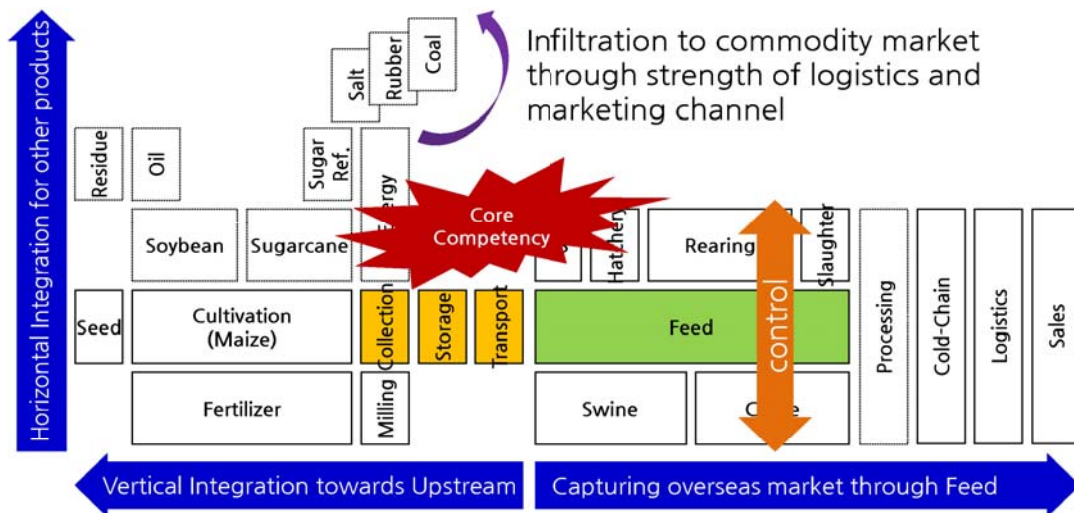 Horizontal Integration for other products
Infiltration to commodity market
through strength of logistics and
marketing channel
Salt
Rubber
Coal
Residue
Oil
Sugar
Ref.
Core
Competency
Soybean
Sugarcane
Hatchery
Rearing
Slaughter
Seed
Cultivation
(Maize)
Collection
Storage
Transport
Feed
control
Processing
Cold-Chain
Logistics
Sales
Fertilizer
Milling
Swine
Vertical Integration towards Upstream
Capturing overseas market through Feed